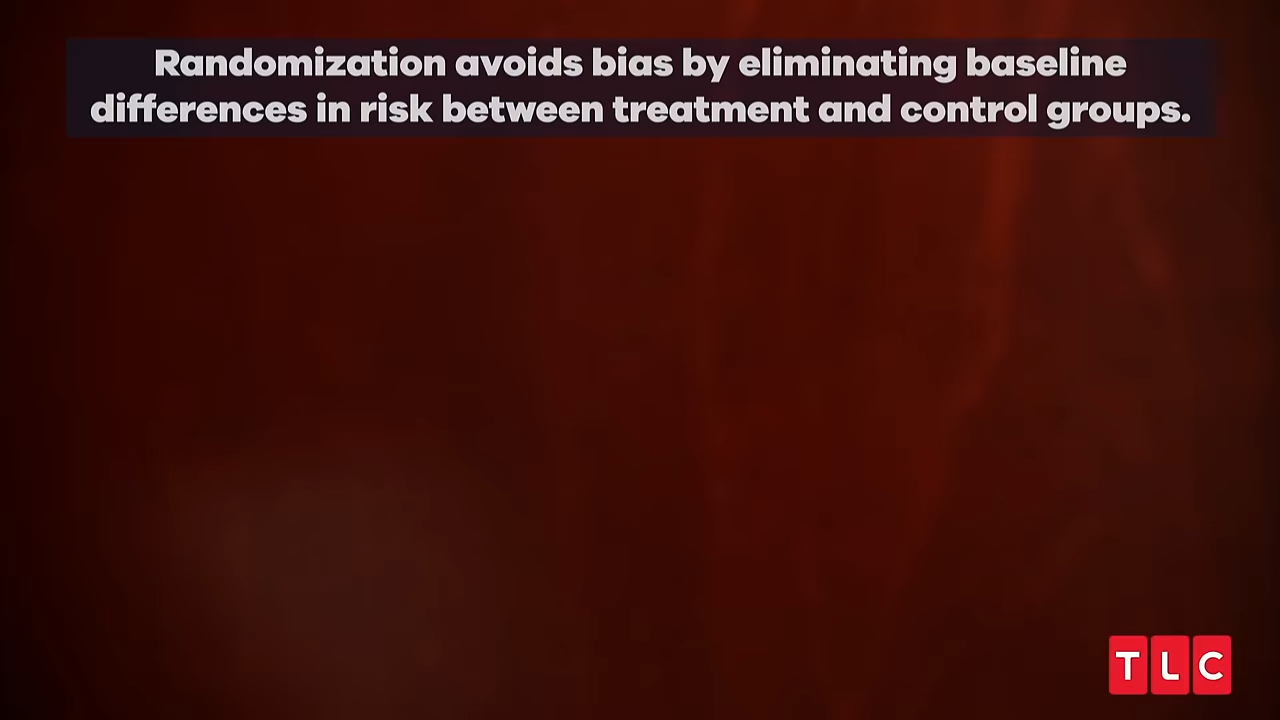 Randomization avoids bias by eliminating baseline
differences in risk between treatment and control groups.
TLC